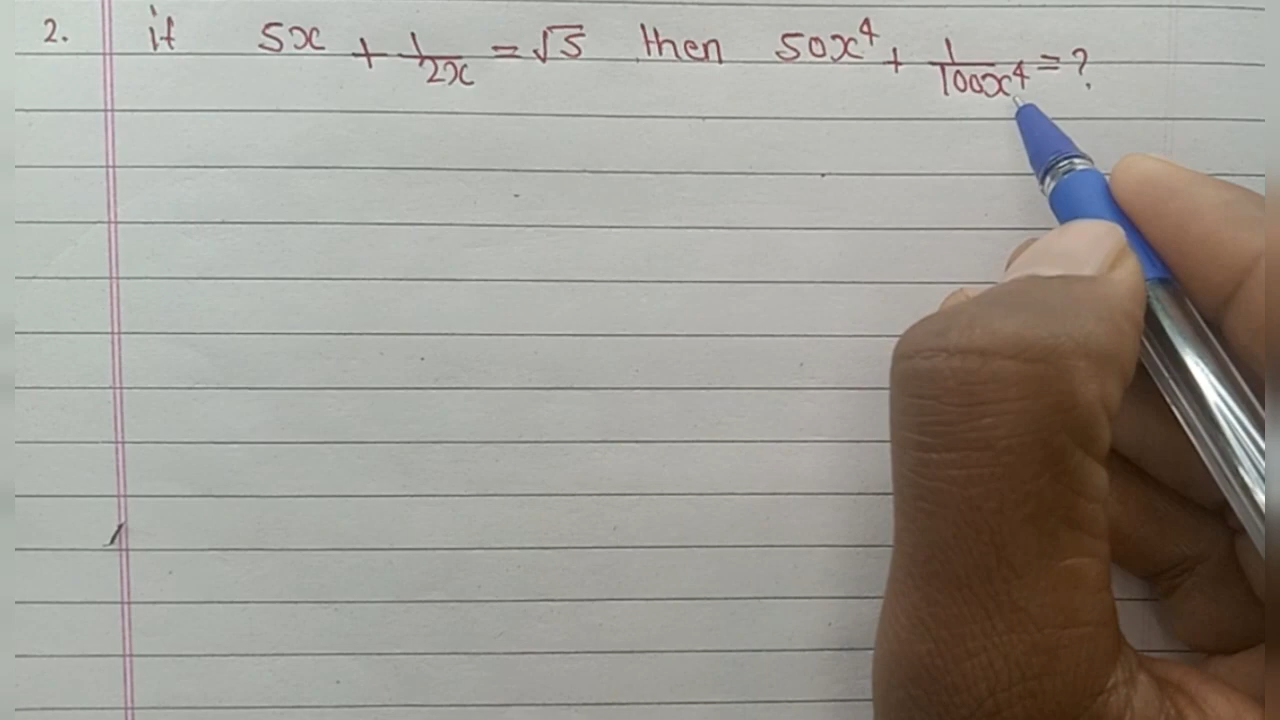 2. if 5x + 1/2x = √5 then 50x⁴ + 1/100x⁴ = ?